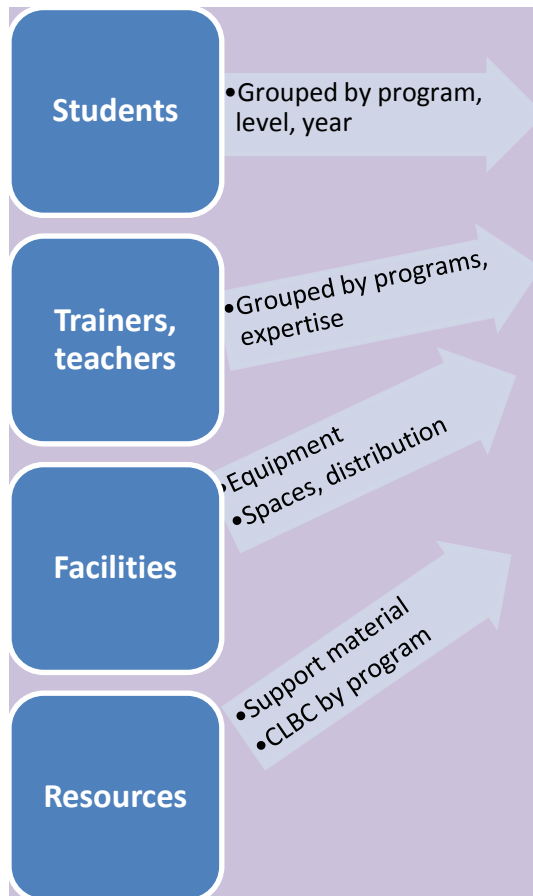 Students
•Grouped by program,
level, year
Trainers,
teachers
•Grouped by programs,
expertise
Facilities
•Equipment
•Spaces, distribution
Resources
•Support material
•CLBC by program